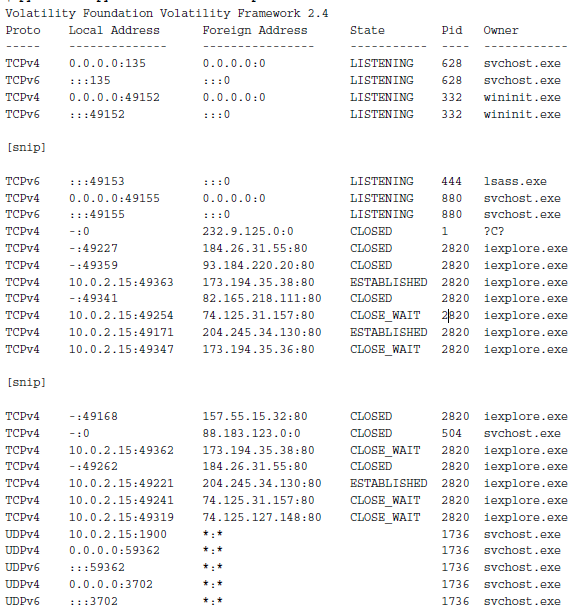 Volatility Foundation Volatility Framework 2.4
Proto Local Address Foreign Address State Pid Owner
----- -------------- ---------------- ----------- ---- ------------
TCPv4 0.0.0.0:135 0.0.0.0:0 LISTENING 628 svchost.exe
TCPv6 :::135 :::0 LISTENING 628 svchost.exe
TCPv4 0.0.0.0:49152 0.0.0.0:0 LISTENING 332 wininit.exe
TCPv6 :::49152 :::0 LISTENING 332 wininit.exe
[snip]
TCPv6 :::49153 :::0 LISTENING 444 lsass.exe
TCPv4 0.0.0.0:49155 0.0.0.0:0 LISTENING 880 svchost.exe
TCPv6 :::49155 :::0 LISTENING 880 svchost.exe
TCPv4 -:0 232.9.125.0:0 CLOSED 1 ?C?
TCPv4 -:49227 184.26.31.55:80 CLOSED 2820 iexplore.exe
TCPv4 -:49359 93.184.220.20:80 CLOSED 2820 iexplore.exe
TCPv4 10.0.2.15:49363 173.194.35.38:80 ESTABLISHED 2820 iexplore.exe
TCPv4 -:49341 82.165.218.111:80 CLOSED 2820 iexplore.exe
TCPv4 10.0.2.15:49254 74.125.31.157:80 CLOSE_WAIT 2820 iexplore.exe
TCPv4 10.0.2.15:49171 204.245.34.130:80 ESTABLISHED 2820 iexplore.exe
TCPv4 10.0.2.15:49347 173.194.35.36:80 CLOSE_WAIT 2820 iexplore.exe
[snip]
TCPv4 -:49168 157.55.15.32:80 CLOSED 2820 iexplore.exe
TCPv4 -:0 88.183.123.0:0 CLOSED 504 svchost.exe
TCPv4 10.0.2.15:49362 173.194.35.38:80 CLOSE_WAIT 2820 iexplore.exe
TCPv4 -:49262 184.26.31.55:80 CLOSED 2820 iexplore.exe
TCPv4 10.0.2.15:49221 204.245.34.130:80 ESTABLISHED 2820 iexplore.exe
TCPv4 10.0.2.15:49241 74.125.31.157:80 CLOSE_WAIT 2820 iexplore.exe
TCPv4 10.0.2.15:49319 74.125.127.148:80 CLOSE_WAIT 2820 iexplore.exe
UDPv4 10.0.2.15:1900 *:* 1736 svchost.exe
UDPv4 0.0.0.0:59362 *:* 1736 svchost.exe
UDPv6 :::59362 *:* 1736 svchost.exe
UDPv4 0.0.0.0:3702 *:* 1736 svchost.exe
UDPv6 :::3702 *:* 1736 svchost.exe